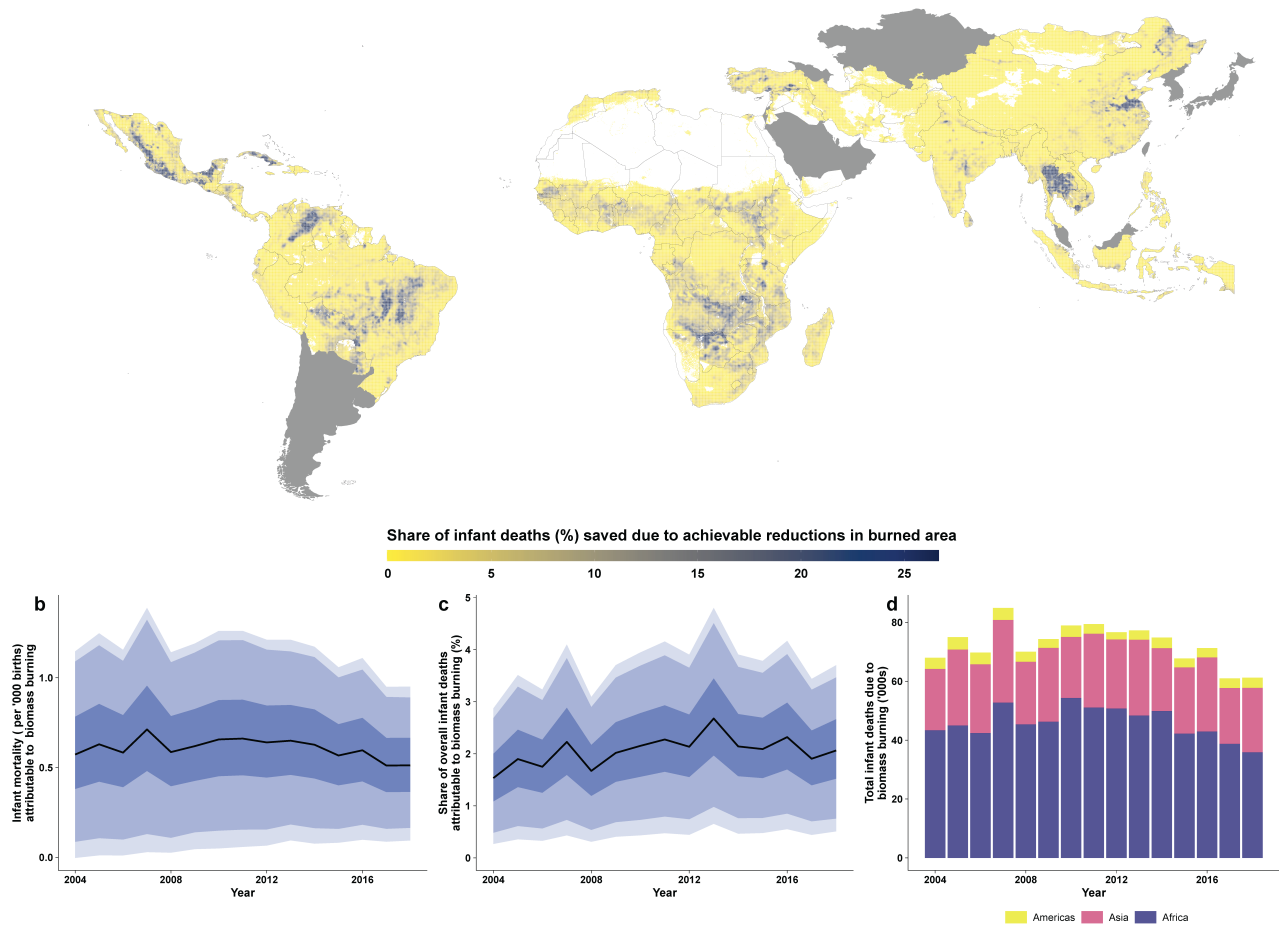 Share of infant deaths (%) saved due to achievable reductions in burned area
0 5 10 15 20 25
b
Infant mortality ( per '000 births)
attributable to biomass burning
1.0
0.5
0.0
2004 2008 2012 2016
Year
c
Share of overall infant deaths
attributable to biomass burning (%)
5
4
3
2
1
0
2004 2008 2012 2016
Year
d
Total infant deaths due to
biomass burning ('000s)
80
60
40
20
0
2004 2008 2012 2016
Year
Americas Asia Africa